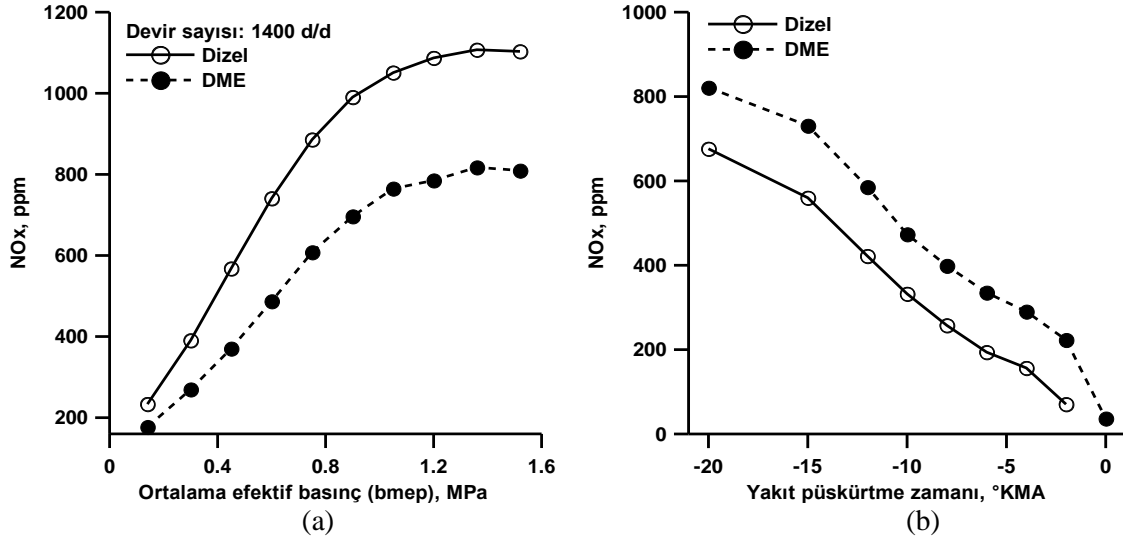 1200
1000
800
600
400
200
NOx, ppm
Devir sayısı: 1400 d/d
Dizel
DME
0
0.4
0.8
1.2
1.6
Ortalama efektif basınç (bmep), MPa
(a)
1000
800
600
400
200
0
NOx, ppm
Dizel
DME
-20
-15
-10
-5
0
Yakıt püskürtme zamanı, °KMA
(b)